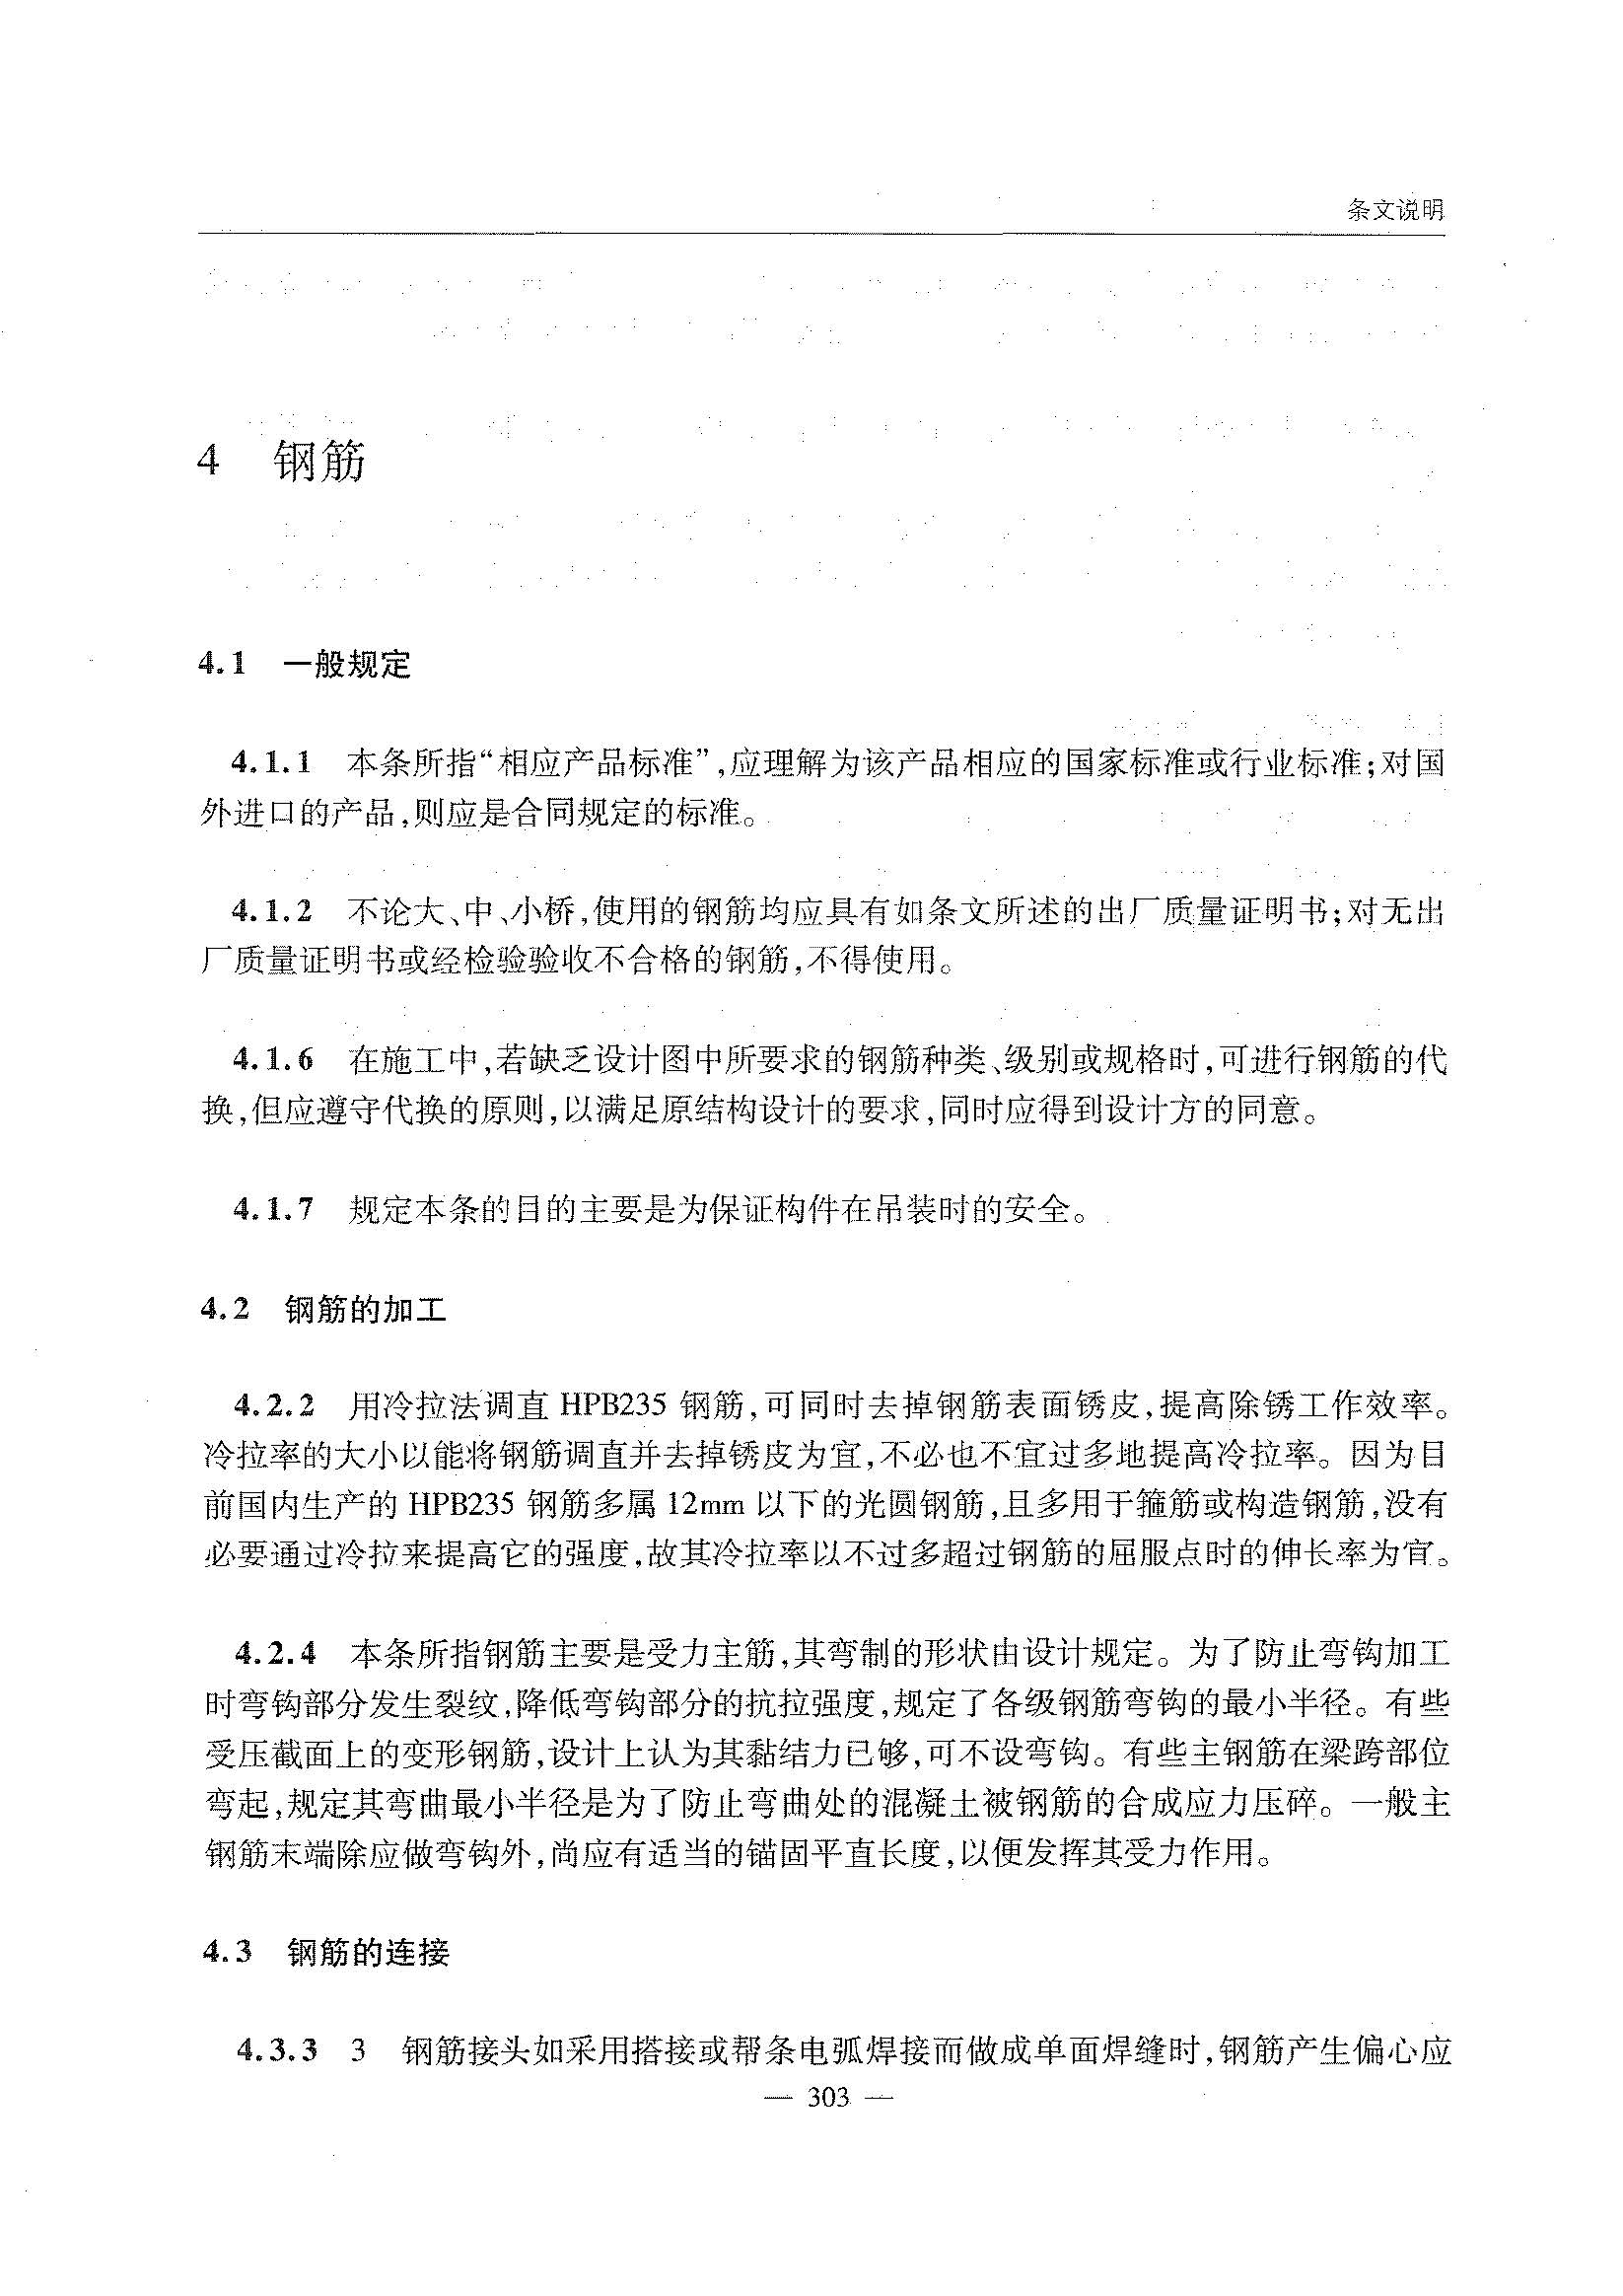 条文说明
4 钢筋
4.1 一般规定
4.1.1 本条所指“相应产品标准”,应理解为该产品相应的国家标准或行业标准;对国
外进口的产品,则应是合同规定的标准。
4.1.2 不论大、中、小桥,使用的钢筋均应具有如条文所述的出厂质量证明书;对无出
厂质量证明书或经检验验收不合格的钢筋,不得使用。
4.1.6 在施工中,若缺乏设计图中所要求的钢筋种类、级别或规格时,可进行钢筋的代
换,但应遵守代换的原则,以满足原结构设计的要求,同时应得到设计方的同意。
4.1.7 规定本条的目的主要是为保证构件在吊装时的安全。
4.2 钢筋的加工
4.2.2 用冷拉法调直 HPB235 钢筋,可同时去掉钢筋表面锈皮,提高除锈工作效率。
冷拉率的大小以能将钢筋调直并去掉锈皮为宜,不必也不宜过多地提高冷拉率。因为目
前国内生产的 HPB235 钢筋多属 12mm 以下的光圆钢筋,且多用于箍筋或构造钢筋,没有
必要通过冷拉来提高它的强度,故其冷拉率以不过多超过钢筋的屈服点时的伸长率为宜。
4.2.4 本条所指钢筋主要是受力主筋,其弯制的形状由设计规定。为了防止弯钩加工
时弯钩部分发生裂纹,降低弯钩部分的抗拉强度,规定了各级钢筋弯钩的最小半径。有些
受压截面上的变形钢筋,设计上认为其黏结力已够,可不设弯钩。有些主钢筋在梁跨部位
弯起,规定其弯曲最小半径是为了防止弯曲处的混凝土被钢筋的合成应力压碎。一般主
钢筋末端除应做弯钩外,尚应有适当的锚固平直长度,以便发挥其受力作用。
4.3 钢筋的连接
4.3.3 3 钢筋接头如采用搭接或帮条电弧焊接而做成单面焊缝时,钢筋产生偏心应
— 303 —